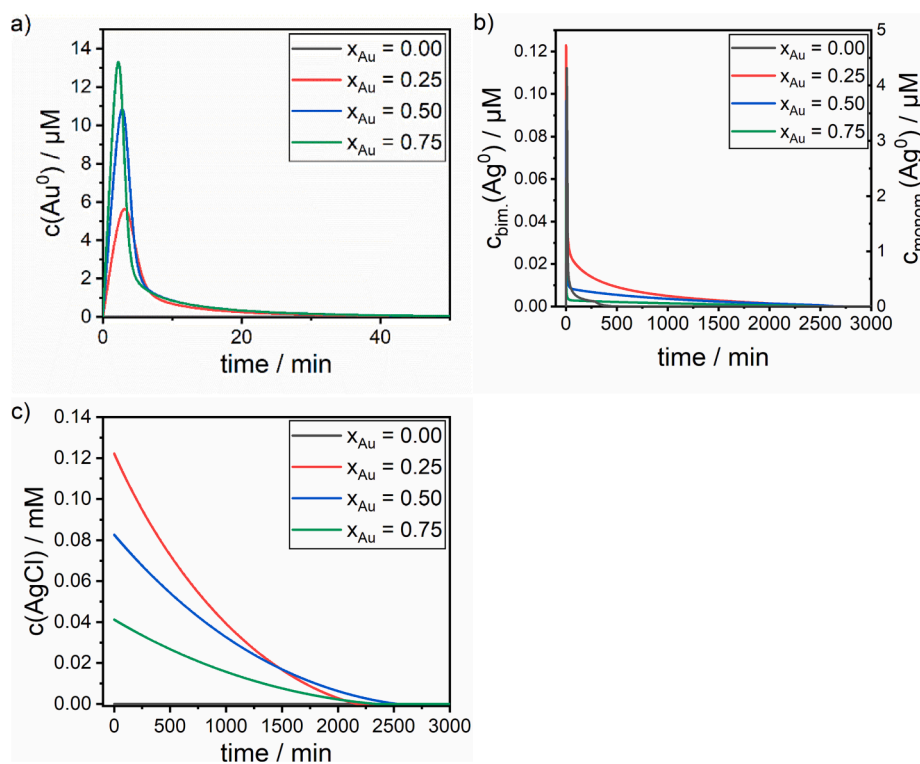 a)
c(Au⁰) / µM
14
12
10
8
6
4
2
0
0 20 40
time / min
x_Au = 0.00
x_Au = 0.25
x_Au = 0.50
x_Au = 0.75
b)
c_bim.(Ag⁰) / µM
0.12
0.10
0.08
0.06
0.04
0.02
0.00
0 500 1000 1500 2000 2500 3000
time / min
5
4
3
2
1
0
c_monom.(Ag⁰) / µM
x_Au = 0.00
x_Au = 0.25
x_Au = 0.50
x_Au = 0.75
c)
c(AgCl) / mM
0.14
0.12
0.10
0.08
0.06
0.04
0.02
0.00
0 500 1000 1500 2000 2500 3000
time / min
x_Au = 0.00
x_Au = 0.25
x_Au = 0.50
x_Au = 0.75